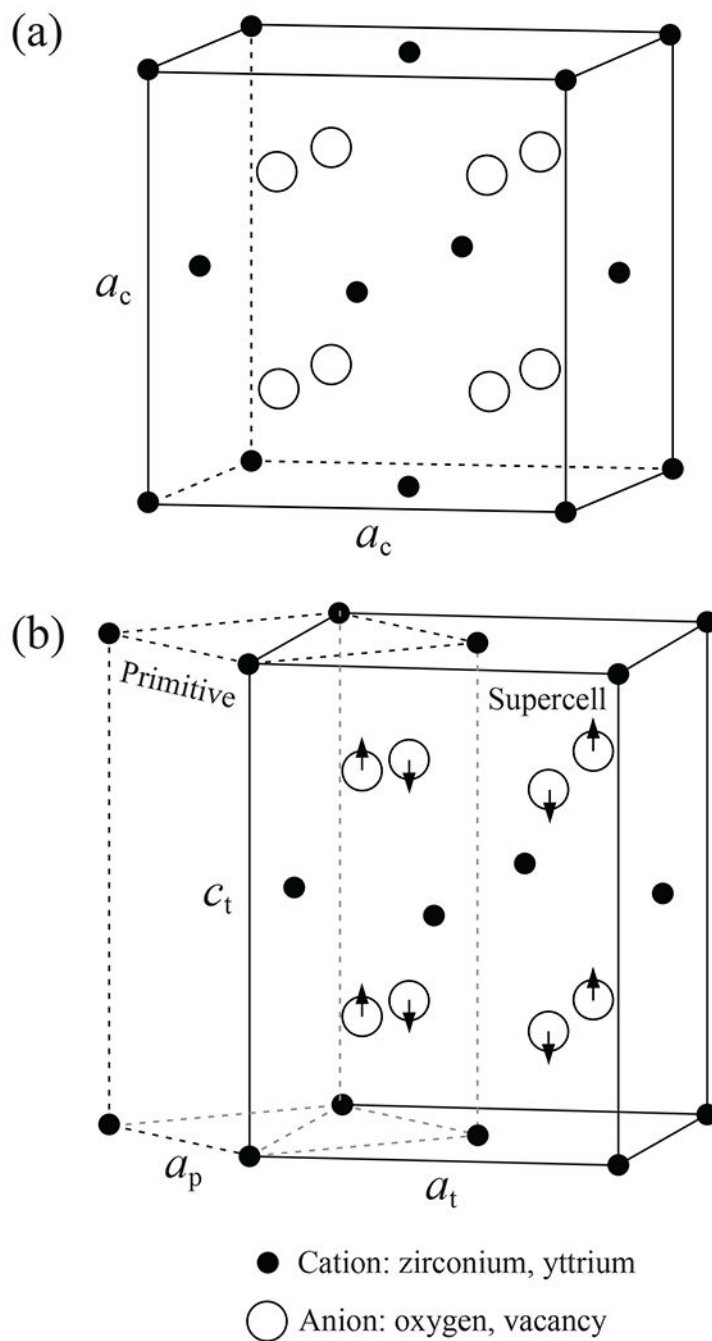 (a)
a_c
a_c
(b)
Primitive
Supercell
c_t
a_p
a_t
Cation: zirconium, yttrium
Anion: oxygen, vacancy